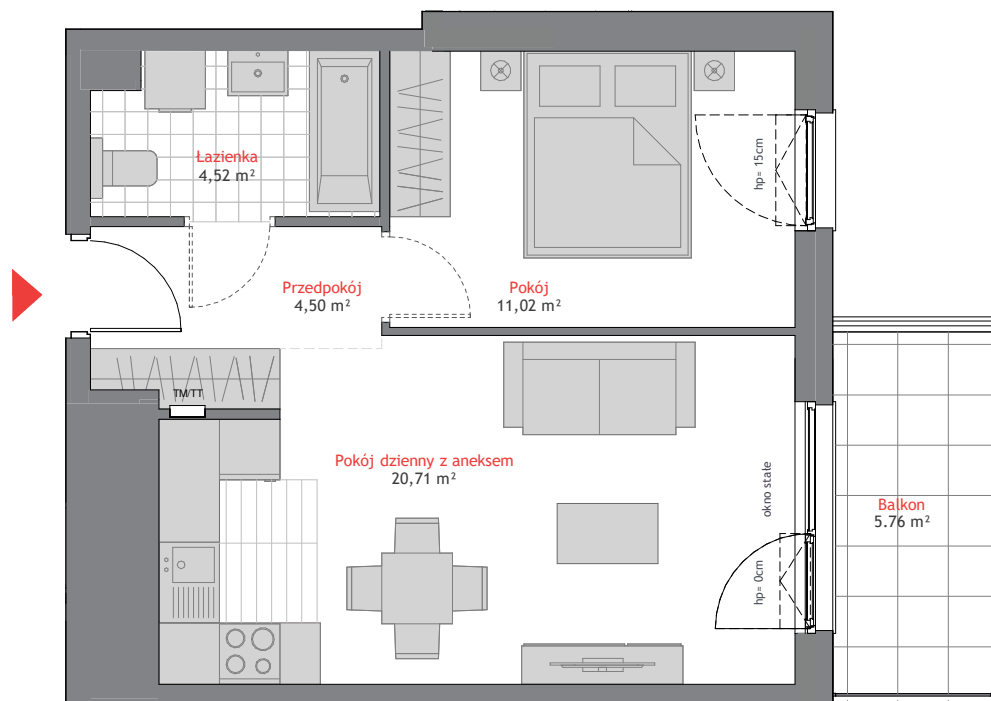 Łazienka
4,52 m²
hp= 15cm
Przedpokój
4,50 m²
Pokój
11,02 m²
TM/TT
Pokój dzienny z aneksem
20,71 m²
okno stałe
Balkon
5.76 m²
hp= 0cm